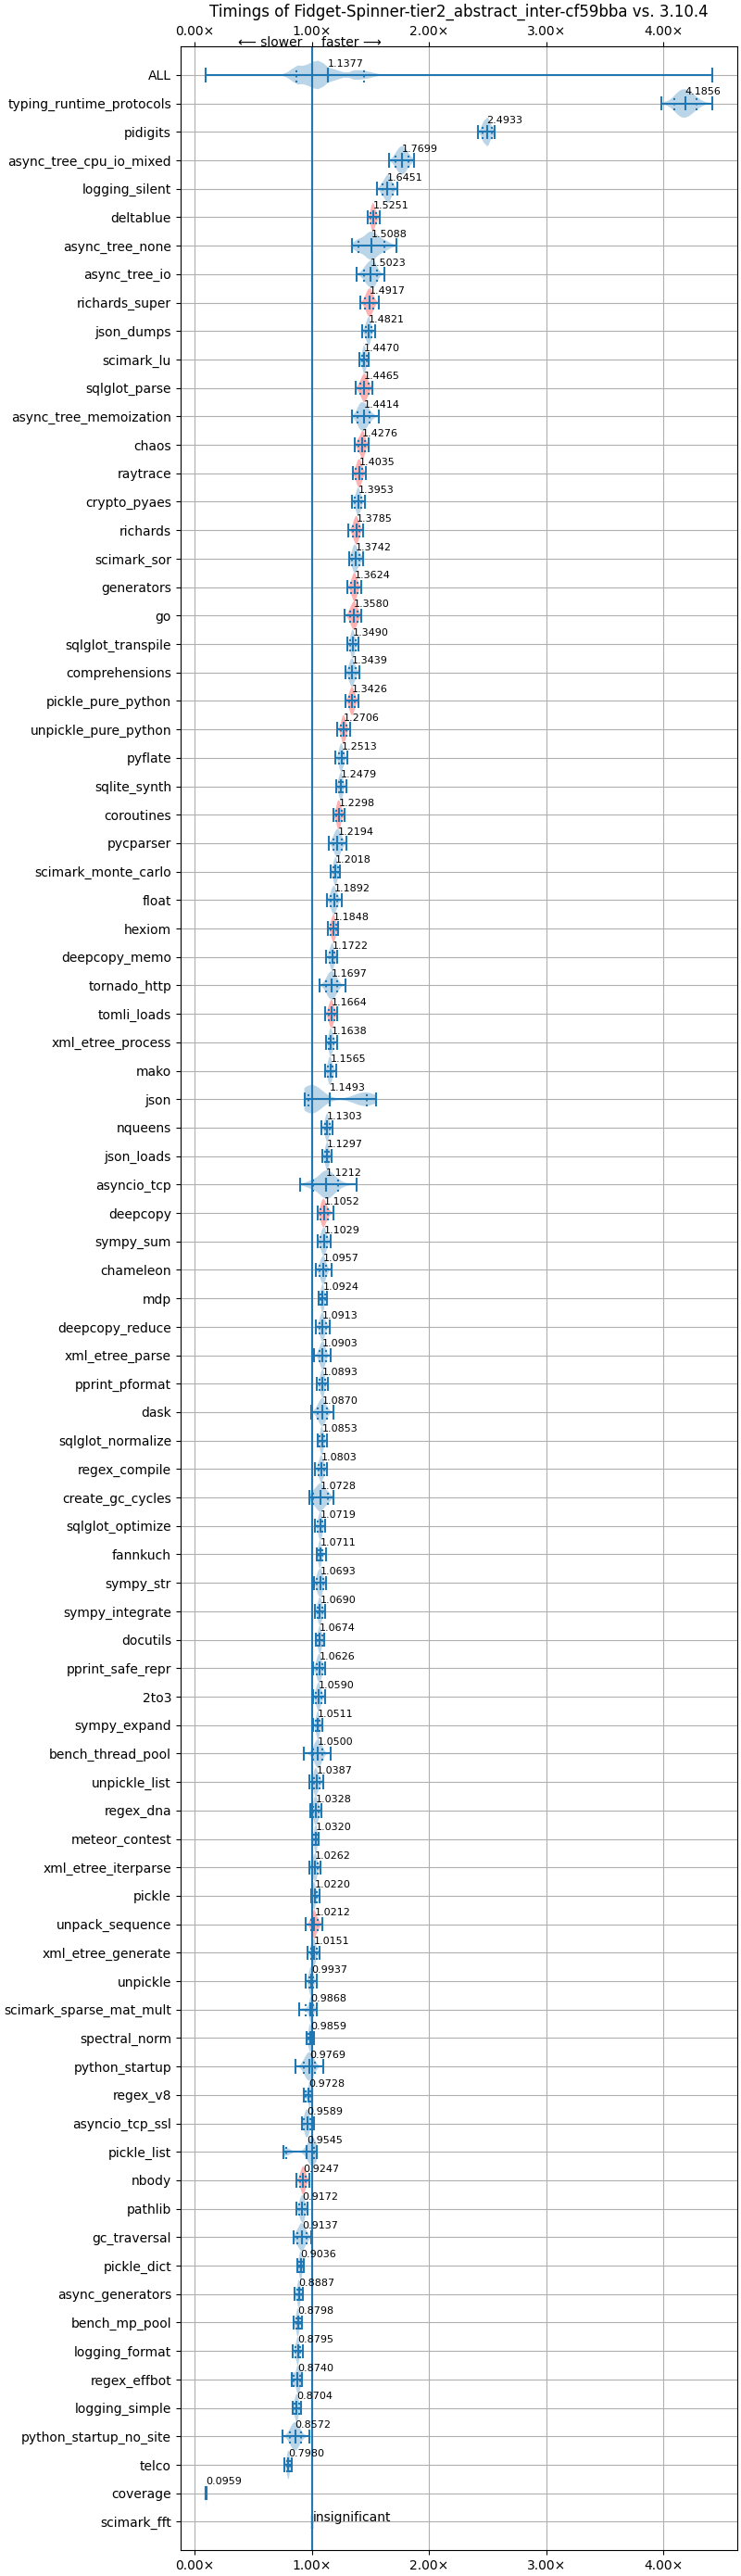 Timings of Fidget-Spinner-tier2_abstract_inter-cf59bba vs. 3.10.4
0.00× 1.00× 2.00× 3.00× 4.00×
⟵ slower faster ⟶
ALL 1.1377
typing_runtime_protocols 4.1856
pidigits 2.4933
async_tree_cpu_io_mixed 1.7699
logging_silent 1.6451
deltablue 1.5251
async_tree_none 1.5088
async_tree_io 1.5023
richards_super 1.4917
json_dumps 1.4821
scimark_lu 1.4470
sqlglot_parse 1.4465
async_tree_memoization 1.4414
chaos 1.4276
raytrace 1.4035
crypto_pyaes 1.3953
richards 1.3785
scimark_sor 1.3742
generators 1.3624
go 1.3580
sqlglot_transpile 1.3490
comprehensions 1.3439
pickle_pure_python 1.3426
unpickle_pure_python 1.2706
pyflate 1.2513
sqlite_synth 1.2479
coroutines 1.2298
pycparser 1.2194
scimark_monte_carlo 1.2018
float 1.1892
hexiom 1.1848
deepcopy_memo 1.1722
tornado_http 1.1697
tomli_loads 1.1664
xml_etree_process 1.1638
mako 1.1565
json 1.1493
nqueens 1.1303
json_loads 1.1297
asyncio_tcp 1.1212
deepcopy 1.1052
sympy_sum 1.1029
chameleon 1.0957
mdp 1.0924
deepcopy_reduce 1.0913
xml_etree_parse 1.0903
pprint_pformat 1.0893
dask 1.0870
sqlglot_normalize 1.0853
regex_compile 1.0803
create_gc_cycles 1.0728
sqlglot_optimize 1.0719
fannkuch 1.0711
sympy_str 1.0693
sympy_integrate 1.0690
docutils 1.0674
pprint_safe_repr 1.0626
2to3 1.0590
sympy_expand 1.0511
bench_thread_pool 1.0500
unpickle_list 1.0387
regex_dna 1.0328
meteor_contest 1.0320
xml_etree_iterparse 1.0262
pickle 1.0220
unpack_sequence 1.0212
xml_etree_generate 1.0151
unpickle 0.9937
scimark_sparse_mat_mult 0.9868
spectral_norm 0.9859
python_startup 0.9769
regex_v8 0.9728
asyncio_tcp_ssl 0.9589
pickle_list 0.9545
nbody 0.9247
pathlib 0.9172
gc_traversal 0.9137
pickle_dict 0.9036
async_generators 0.8887
bench_mp_pool 0.8798
logging_format 0.8795
regex_effbot 0.8740
logging_simple 0.8704
python_startup_no_site 0.8572
telco 0.7980
coverage 0.0959
scimark_fft insignificant
0.00× 1.00× 2.00× 3.00× 4.00×